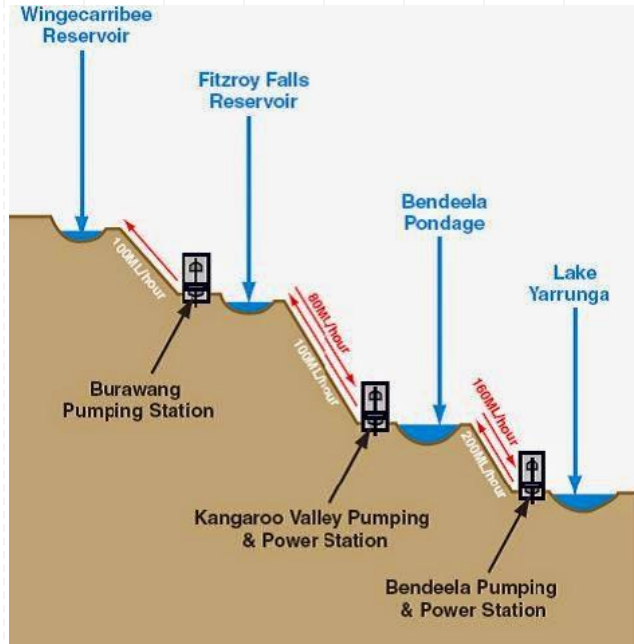 Wingecarribee
Reservoir
Fitzroy Falls
Reservoir
Bendeela
Pondage
Lake
Yarrunga
100ML/hour
80ML/hour
100ML/hour
160ML/hour
200ML/hour
Burawang
Pumping Station
Kangaroo Valley Pumping
& Power Station
Bendeela Pumping
& Power Station